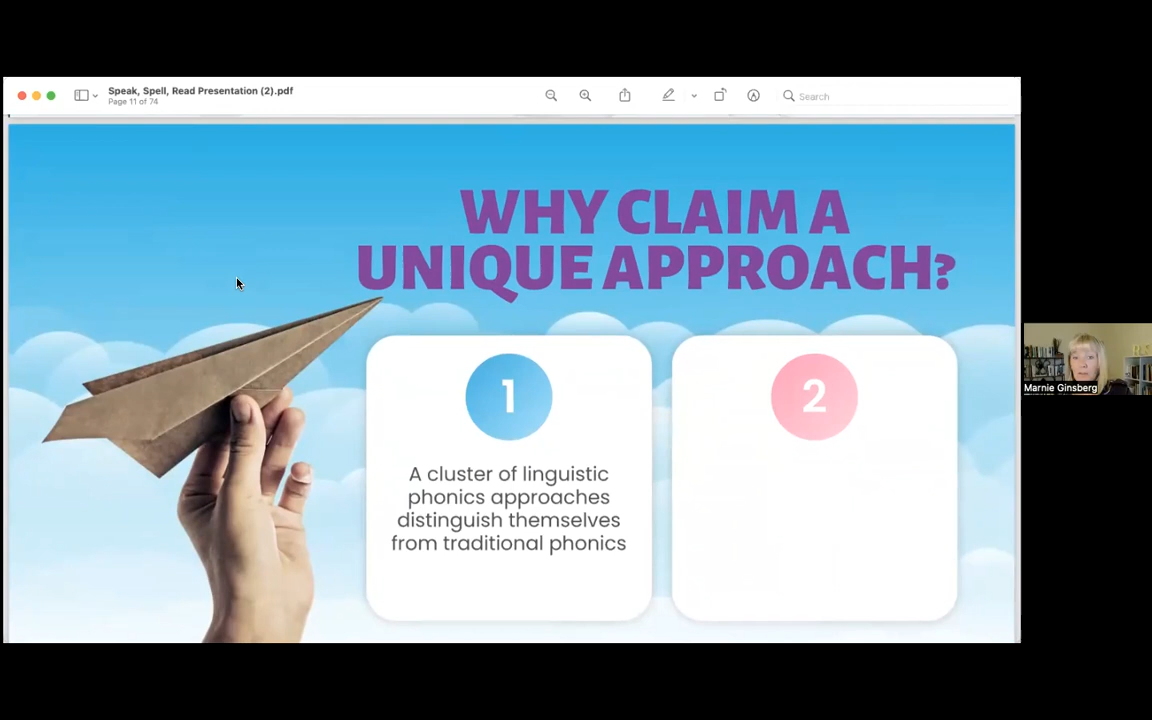 Speak, Spell, Read Presentation (2).pdf
Page 11 of 74
Search
WHY CLAIM A
UNIQUE APPROACH?
1
A cluster of linguistic
phonics approaches
distinguish themselves
from traditional phonics
2
Marnie Ginsberg